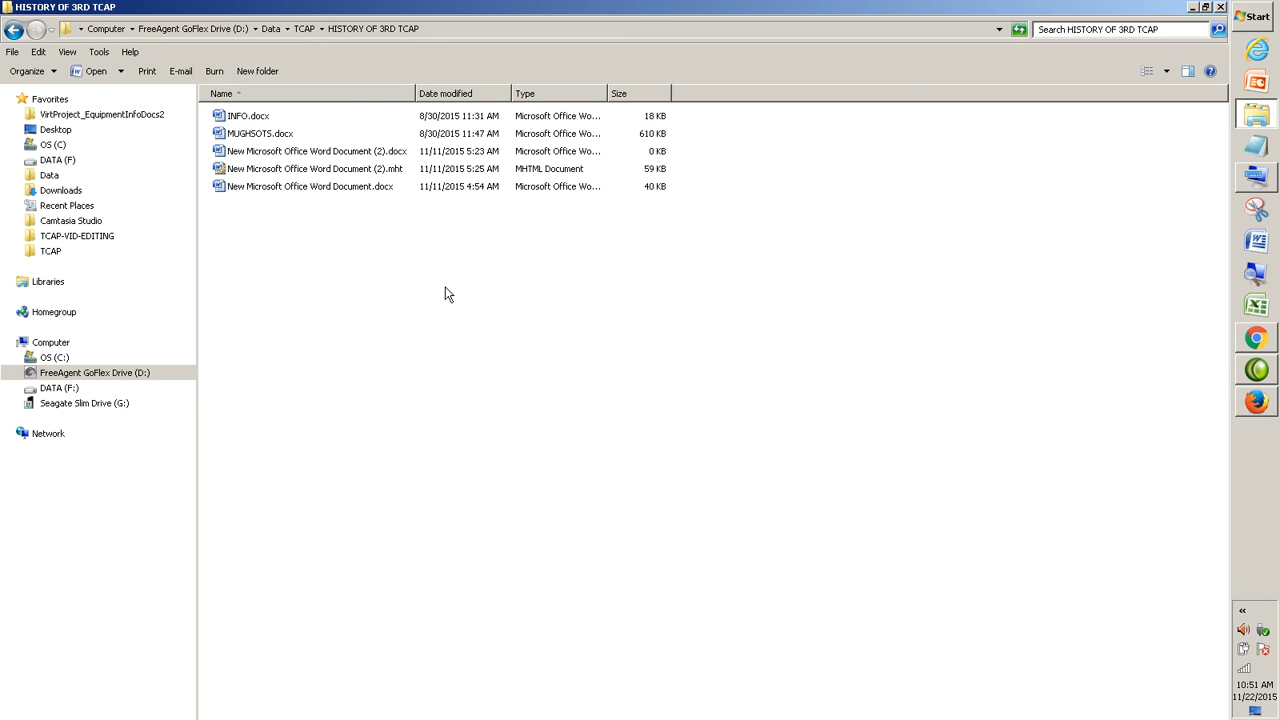 HISTORY OF 3RD TCAP
Computer FreeAgent GoFlex Drive (D:) Data TCAP HISTORY OF 3RD TCAP Search HISTORY OF 3RD TCAP
File Edit View Tools Help
Organize Open Print E-mail Burn New folder
Name Date modified Type Size
INFO.docx 8/30/2015 11:31 AM Microsoft Office Wo... 18 KB
MUGHSOTS.docx 8/30/2015 11:47 AM Microsoft Office Wo... 610 KB
New Microsoft Office Word Document (2).docx 11/11/2015 5:23 AM Microsoft Office Wo... 0 KB
New Microsoft Office Word Document (2).mht 11/11/2015 5:25 AM MHTML Document 59 KB
New Microsoft Office Word Document.docx 11/11/2015 4:54 AM Microsoft Office Wo... 40 KB
Favorites
VirtProject_EquipmentInfoDocs2
Desktop
OS (C)
DATA (F)
Data
Downloads
Recent Places
Camtasia Studio
TCAP-VID-EDITING
TCAP
Libraries
Homegroup
Computer
OS (C:)
FreeAgent GoFlex Drive (D:)
DATA (F:)
Seagate Slim Drive (G:)
Network
Start
10:51 AM
11/22/2015